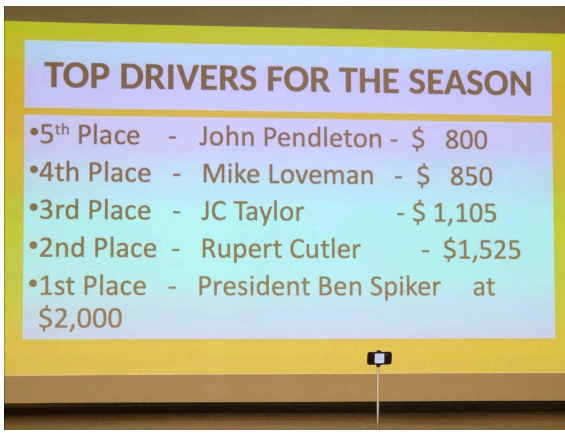 TOP DRIVERS FOR THE SEASON
•5th Place - John Pendleton - $ 800
•4th Place - Mike Loveman - $ 850
•3rd Place - JC Taylor - $ 1,105
•2nd Place - Rupert Cutler - $1,525
•1st Place - President Ben Spiker at
$2,000